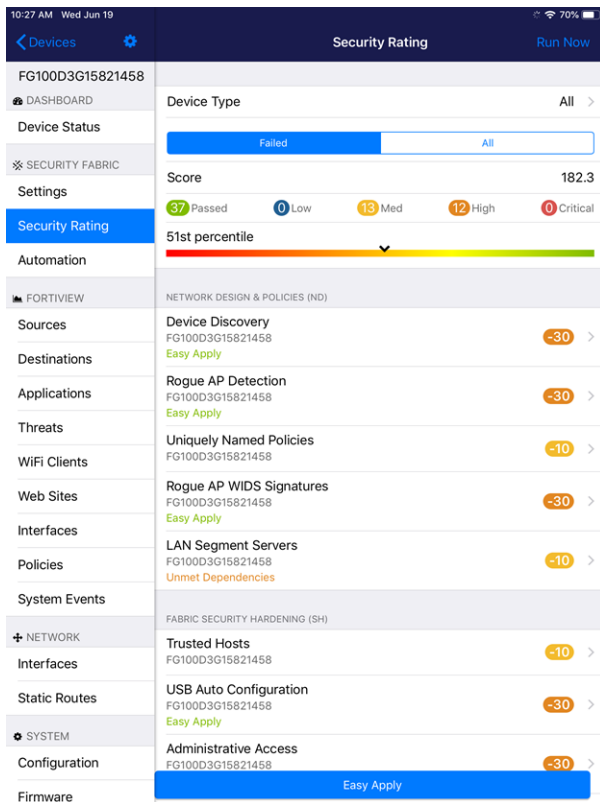 10:27 AM Wed Jun 19
70%
Devices
Security Rating
Run Now
FG100D3G15821458
DASHBOARD
Device Status
SECURITY FABRIC
Settings
Security Rating
Automation
FORTIVIEW
Sources
Destinations
Applications
Threats
WiFi Clients
Web Sites
Interfaces
Policies
System Events
NETWORK
Interfaces
Static Routes
SYSTEM
Configuration
Firmware
Device Type All
Failed All
Score 182.3
37 Passed 0 Low 13 Med 12 High 0 Critical
51st percentile
NETWORK DESIGN & POLICIES (ND)
Device Discovery
FG100D3G15821458
Easy Apply
-30
Rogue AP Detection
FG100D3G15821458
Easy Apply
-30
Uniquely Named Policies
FG100D3G15821458
-10
Rogue AP WIDS Signatures
FG100D3G15821458
Easy Apply
-30
LAN Segment Servers
FG100D3G15821458
Unmet Dependencies
-10
FABRIC SECURITY HARDENING (SH)
Trusted Hosts
FG100D3G15821458
-10
USB Auto Configuration
FG100D3G15821458
Easy Apply
-30
Administrative Access
FG100D3G15821458
-30
Easy Apply